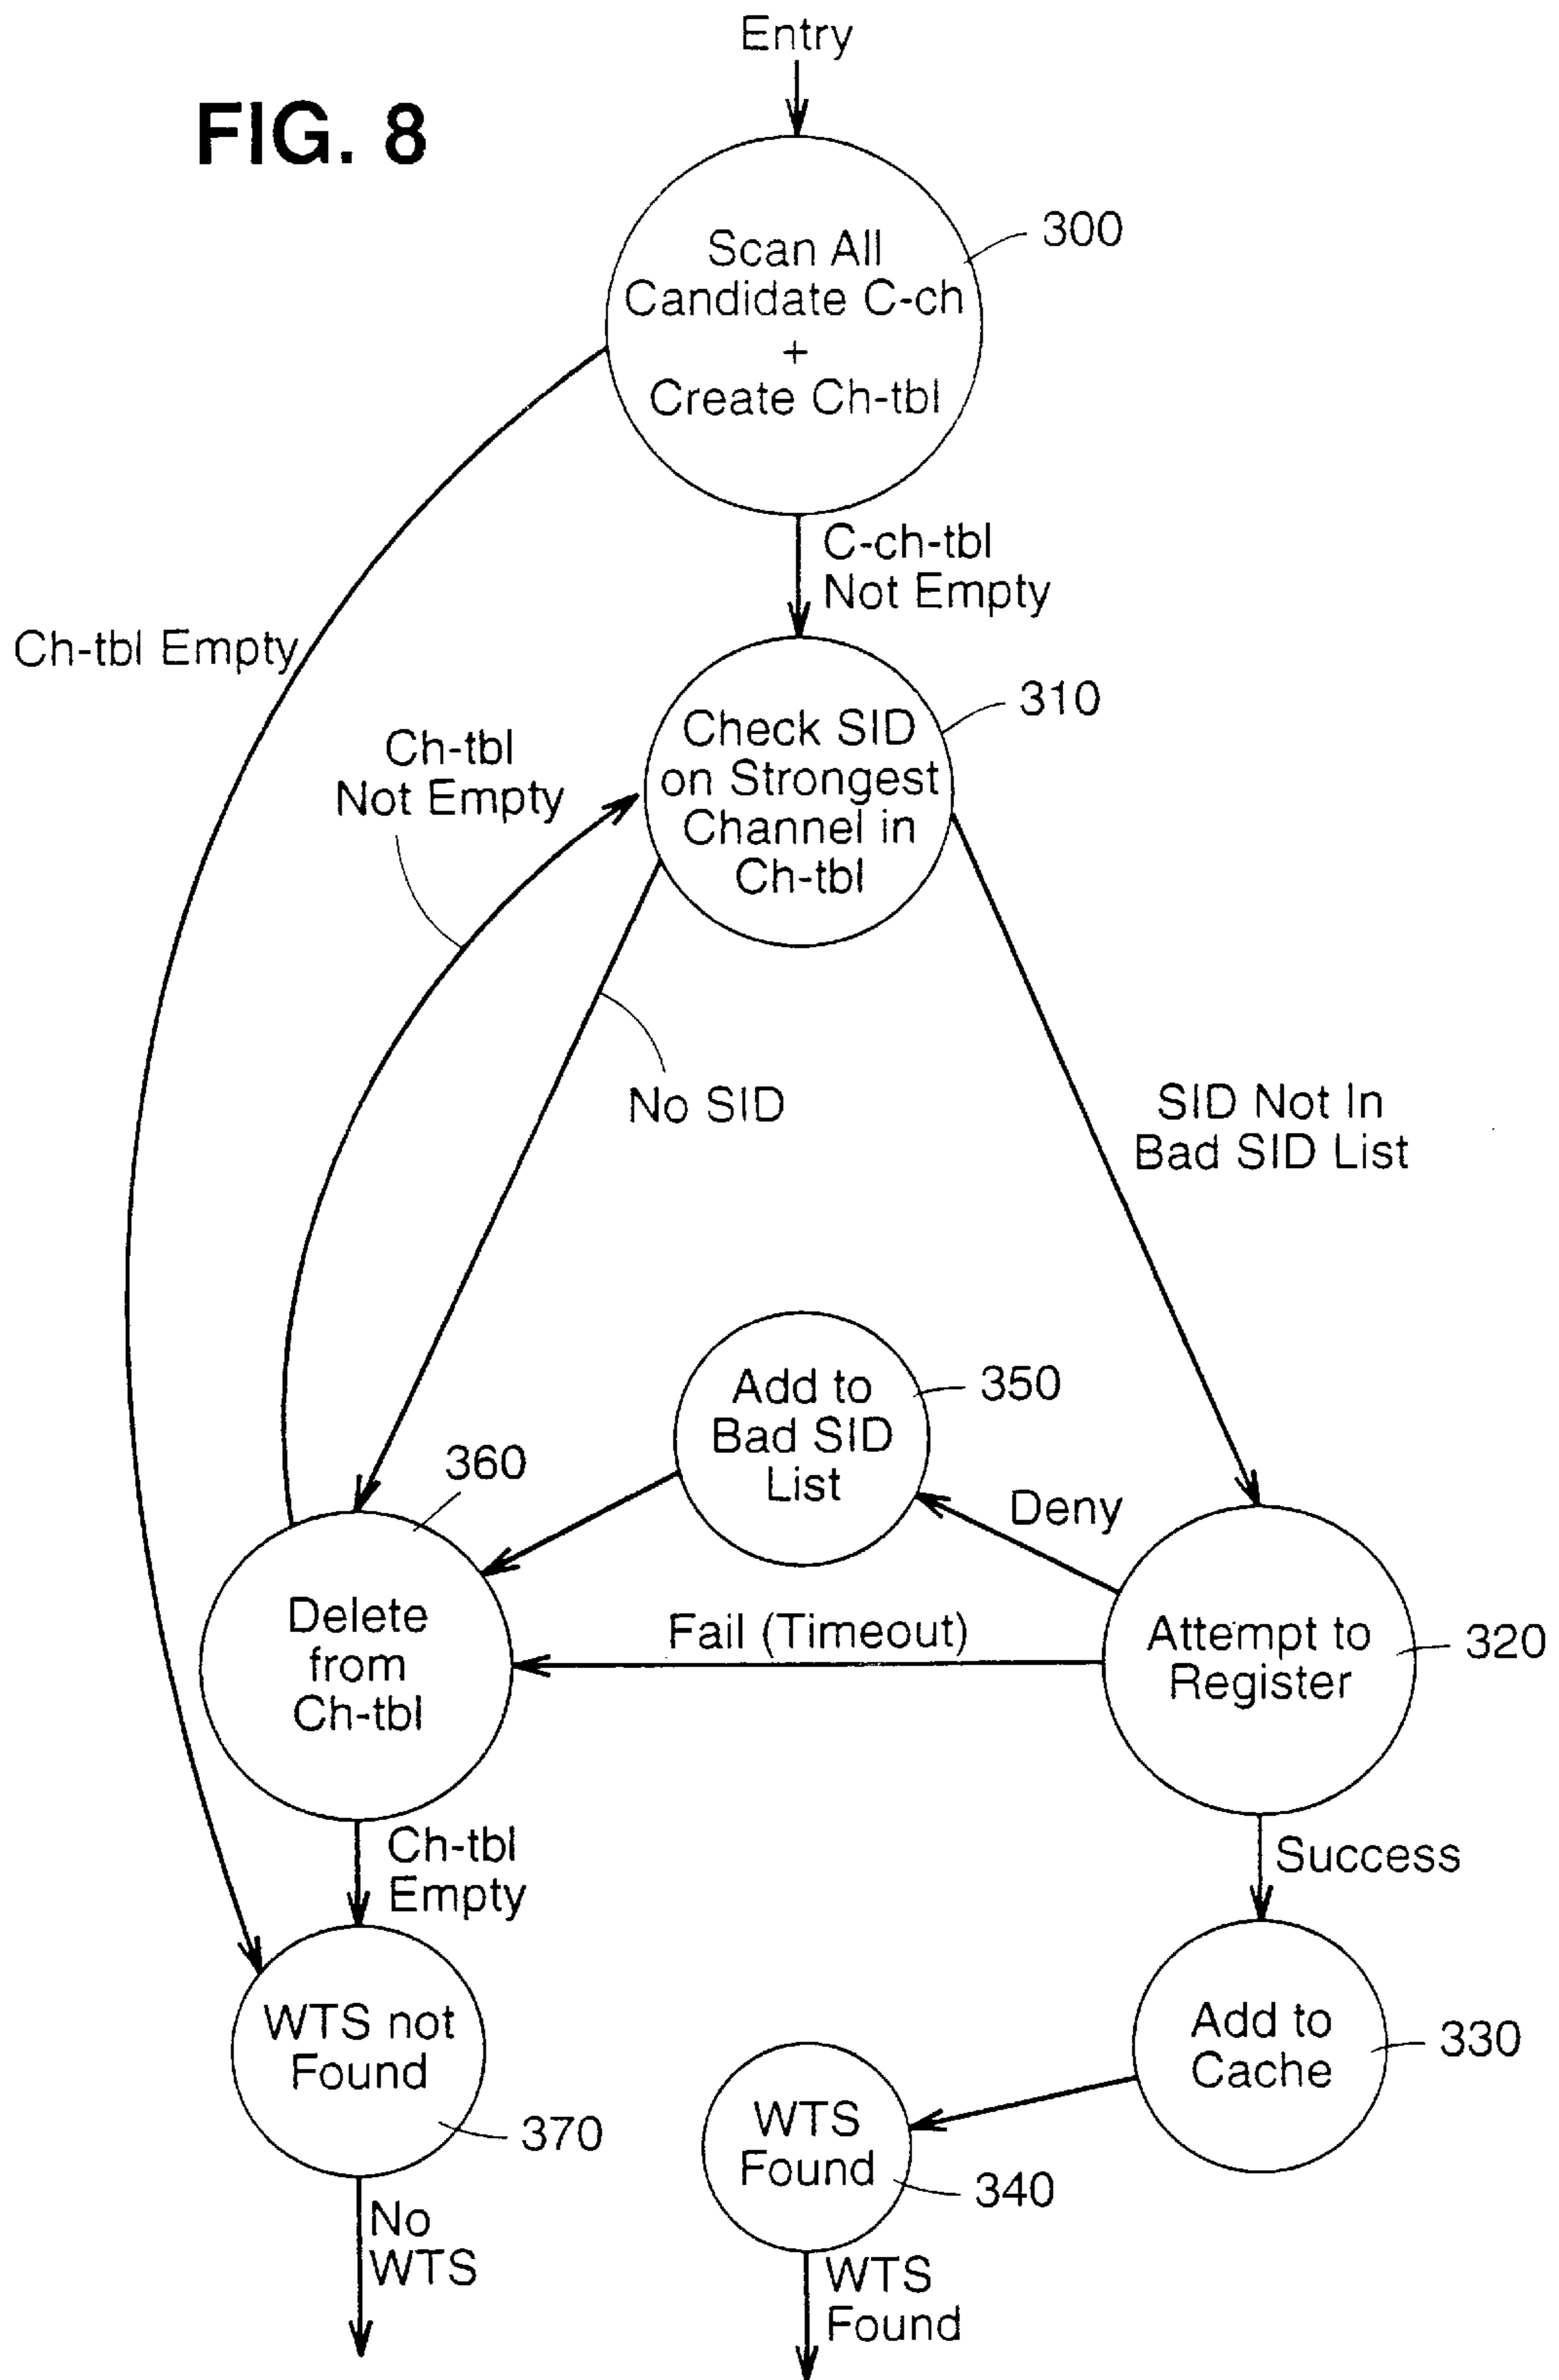 Entry
FIG. 8
Scan All
Candidate C-ch
+
Create Ch-tbl
300
C-ch-tbl
Not Empty
Ch-tbl Empty
Check SID
on Strongest
Channel in
Ch-tbl
310
Ch-tbl
Not Empty
No SID
SID Not In
Bad SID List
Add to
Bad SID
List
350
360
Deny
Delete
from
Ch-tbl
Fail (Timeout)
Attempt to
Register
320
Ch-tbl
Empty
Success
WTS not
Found
370
Add to
Cache
330
WTS
Found
340
No
WTS
WTS
Found